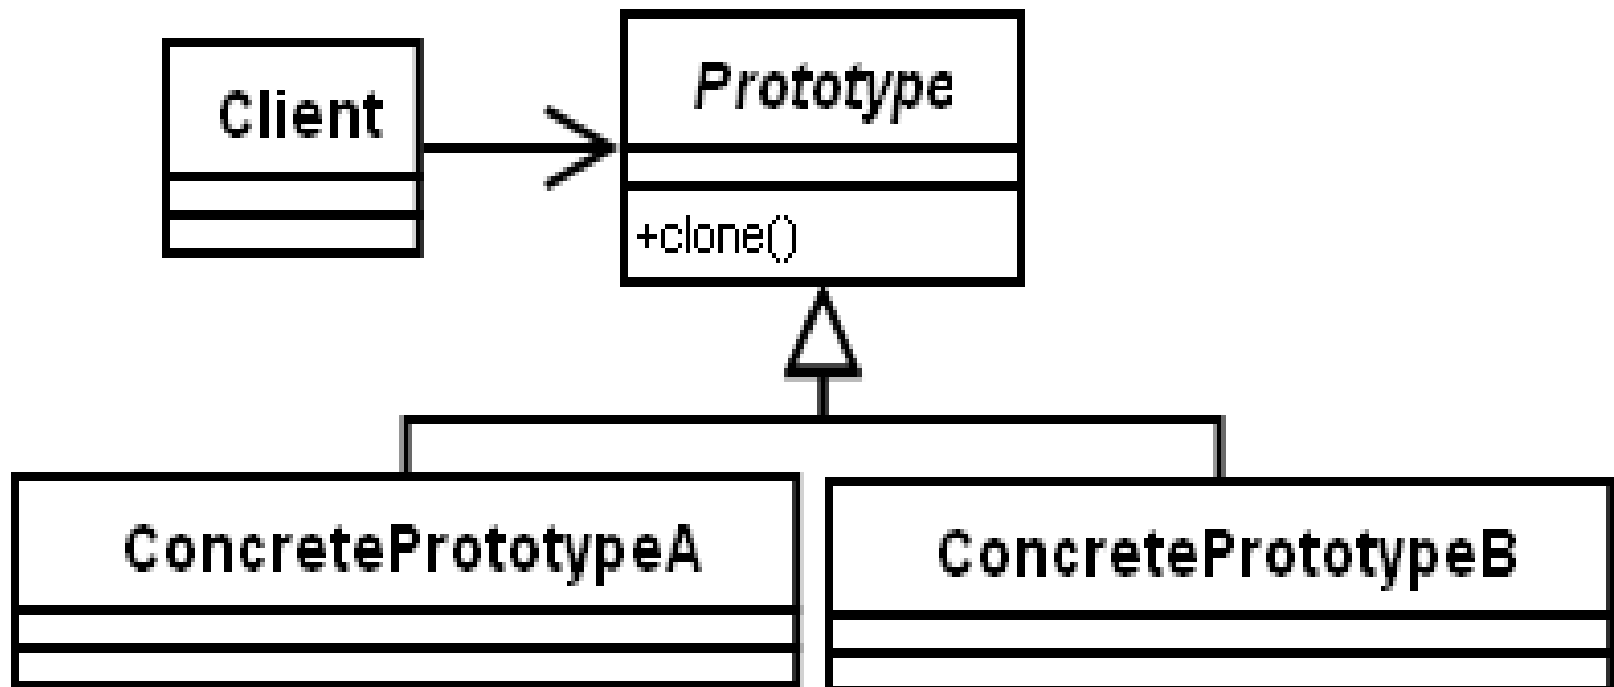 Client
Prototype
+clone()
ConcretePrototypeA
ConcretePrototypeB